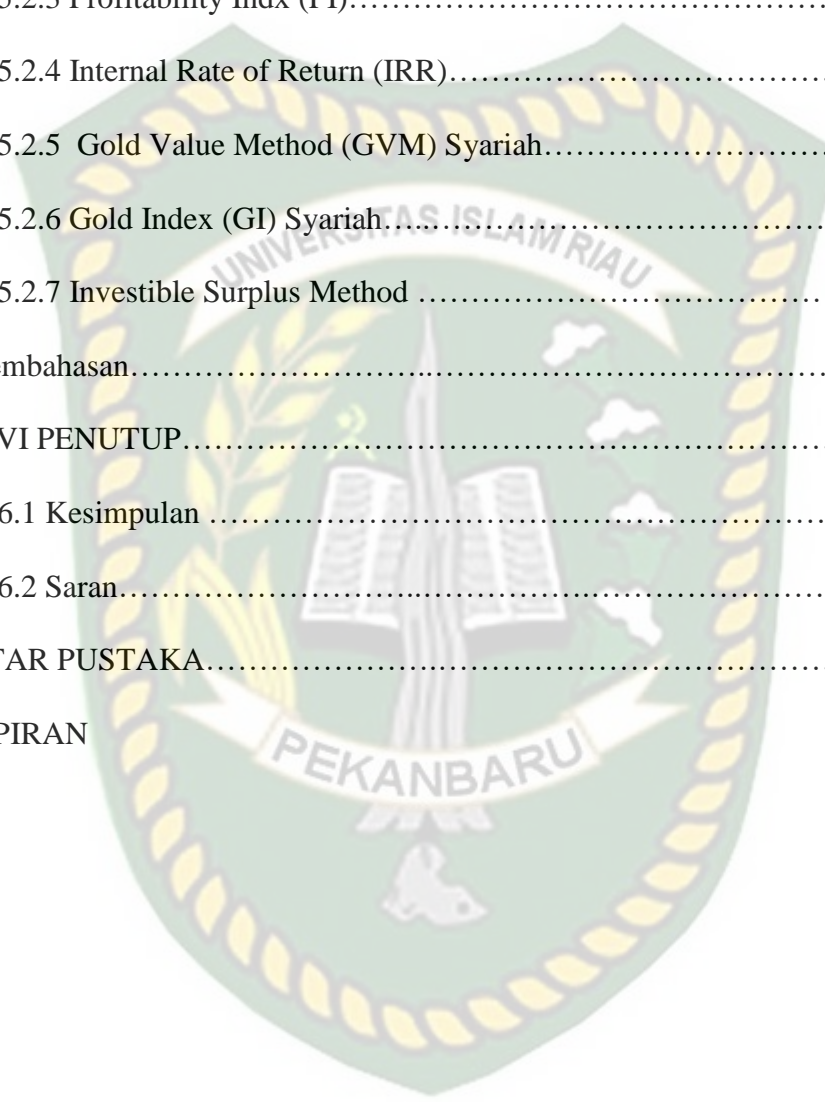 5.2.3 Profitability Indx (PI)……………………………………………
5.2.4 Internal Rate of Return (IRR)……………………………….
5.2.5 Gold Value Method (GVM) Syariah……………………….
5.2.6 Gold Index (GI) Syariah….……………………………………
5.2.7 Investible Surplus Method ………………………………….
embahasan………………………..………………………………….
VI PENUTUP……………………………………………………………
6.1 Kesimpulan …………………………………………………………
6.2 Saran………………………..……………………………………….
TAR PUSTAKA………………….…………………………………….
PIRAN
UNIVERSITAS ISLAM RIAU
PEKANBARU